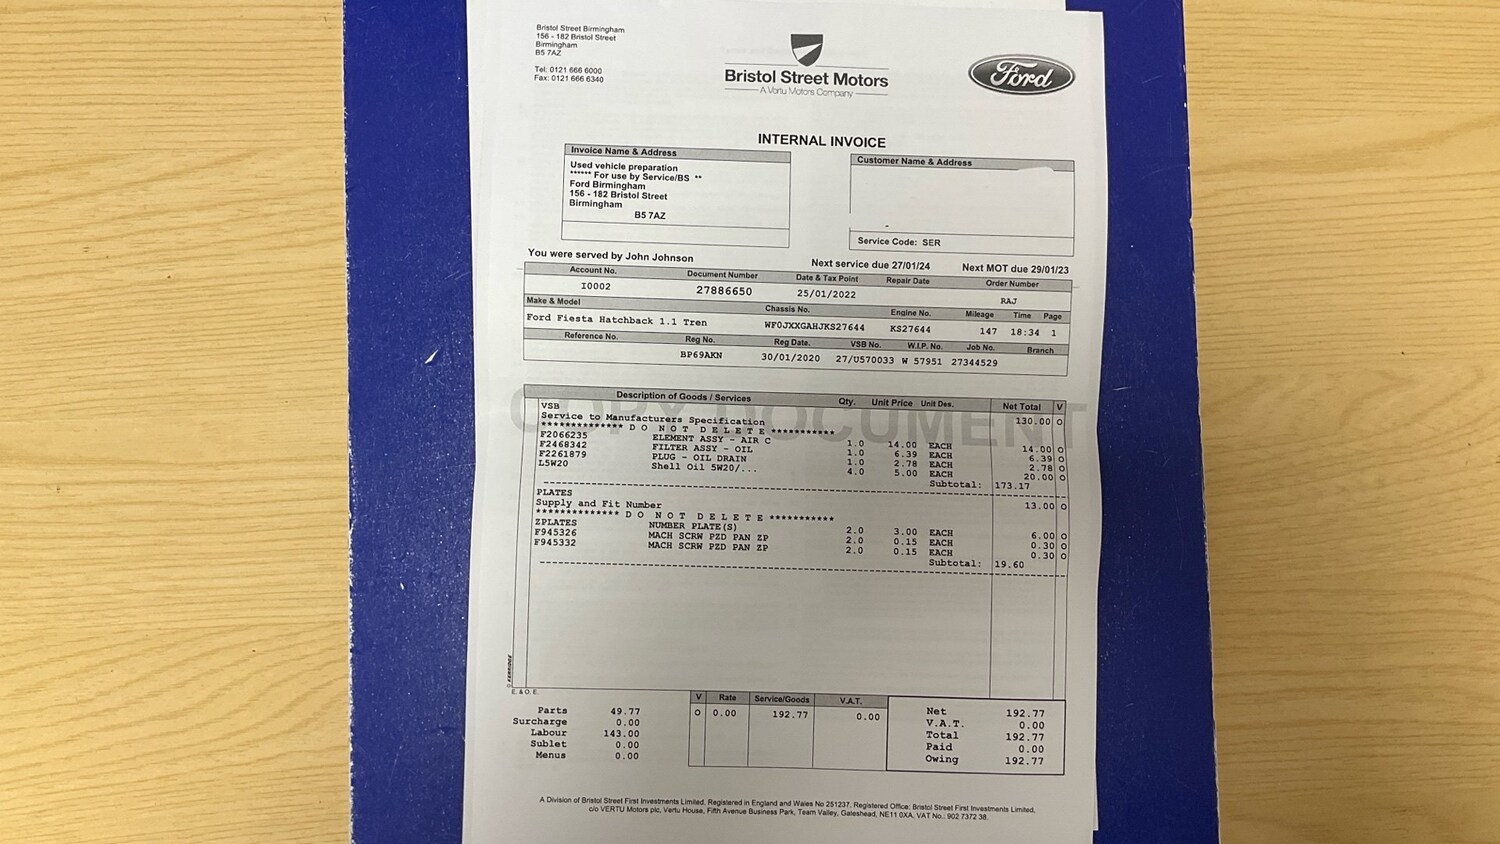 Bristol Street Birmingham
156 - 182 Bristol Street
Birmingham
B5 7AZ
Tel: 0121 666 6000
Fax: 0121 666 6340
Bristol Street Motors
A Vertu Motors Company
Ford
INTERNAL INVOICE
Invoice Name & Address
Used vehicle preparation
****** For use by Service/BS **
Ford Birmingham
156 - 182 Bristol Street
Birmingham
B5 7AZ
Customer Name & Address
Service Code: SER
You were served by John Johnson
Next service due 27/01/24
Next MOT due 29/01/23
Account No. Document Number Date & Tax Point Repair Date Order Number
I0002 27886650 25/01/2022 RAJ
Make & Model Chassis No. Engine No. Mileage Time Page
Ford Fiesta Hatchback 1.1 Tren WF0JXXGAHJKS27644 KS27644 147 18:34 1
Reference No. Reg No. Reg Date. VSB No. W.I.P. No. Job No. Branch
BP69AKN 30/01/2020 27/U570033 W 57951 27344529
COPY DOCUMENT
Description of Goods / Services Qty. Unit Price Unit Des. Net Total V
VSB
Service to Manufacturers Specification 130.00 O
************** D O N O T D E L E T E ***********
F2066235 ELEMENT ASSY - AIR C 1.0 14.00 EACH 14.00 O
F2468342 FILTER ASSY - OIL 1.0 6.39 EACH 6.39 O
F2261879 PLUG - OIL DRAIN 1.0 2.78 EACH 2.78 O
L5W20 Shell Oil 5W20/... 4.0 5.00 EACH 20.00 O
Subtotal: 173.17
PLATES
Supply and Fit Number 13.00 O
************** D O N O T D E L E T E ***********
ZPLATES NUMBER PLATE(S) 2.0 3.00 EACH 6.00 O
F945326 MACH SCRW PZD PAN ZP 2.0 0.15 EACH 0.30 O
F945332 MACH SCRW PZD PAN ZP 2.0 0.15 EACH 0.30 O
Subtotal: 19.60
© KERRIDGE
E. & O. E.
Parts 49.77
Surcharge 0.00
Labour 143.00
Sublet 0.00
Menus 0.00
V Rate Service/Goods V.A.T.
O 0.00 192.77 0.00
Net 192.77
V.A.T. 0.00
Total 192.77
Paid 0.00
Owing 192.77
A Division of Bristol Street First Investments Limited. Registered in England and Wales No 251237. Registered Office: Bristol Street First Investments Limited,
c/o VERTU Motors plc, Vertu House, Fifth Avenue Business Park, Team Valley, Gateshead, NE11 0XA. VAT No.: 902 7372 38.